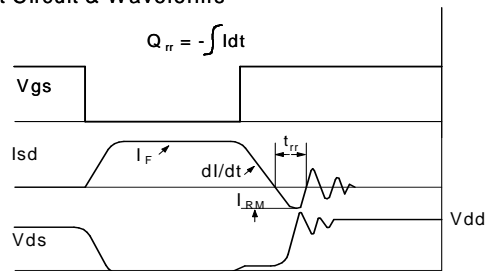 t Circuit & Waveforms
Q rr = - ∫ Idt
Vgs
Isd
I F
dI/dt
t rr
I RM
Vdd
Vds